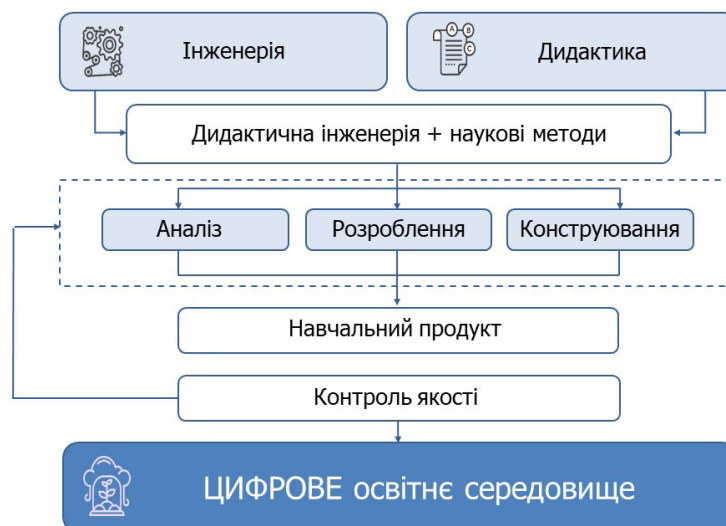 Інженерія
A
B
C
Дидактика
Дидактична інженерія + наукові методи
Аналіз
Розроблення
Конструювання
Навчальний продукт
Контроль якості
ЦИФРОВЕ освітнє середовище